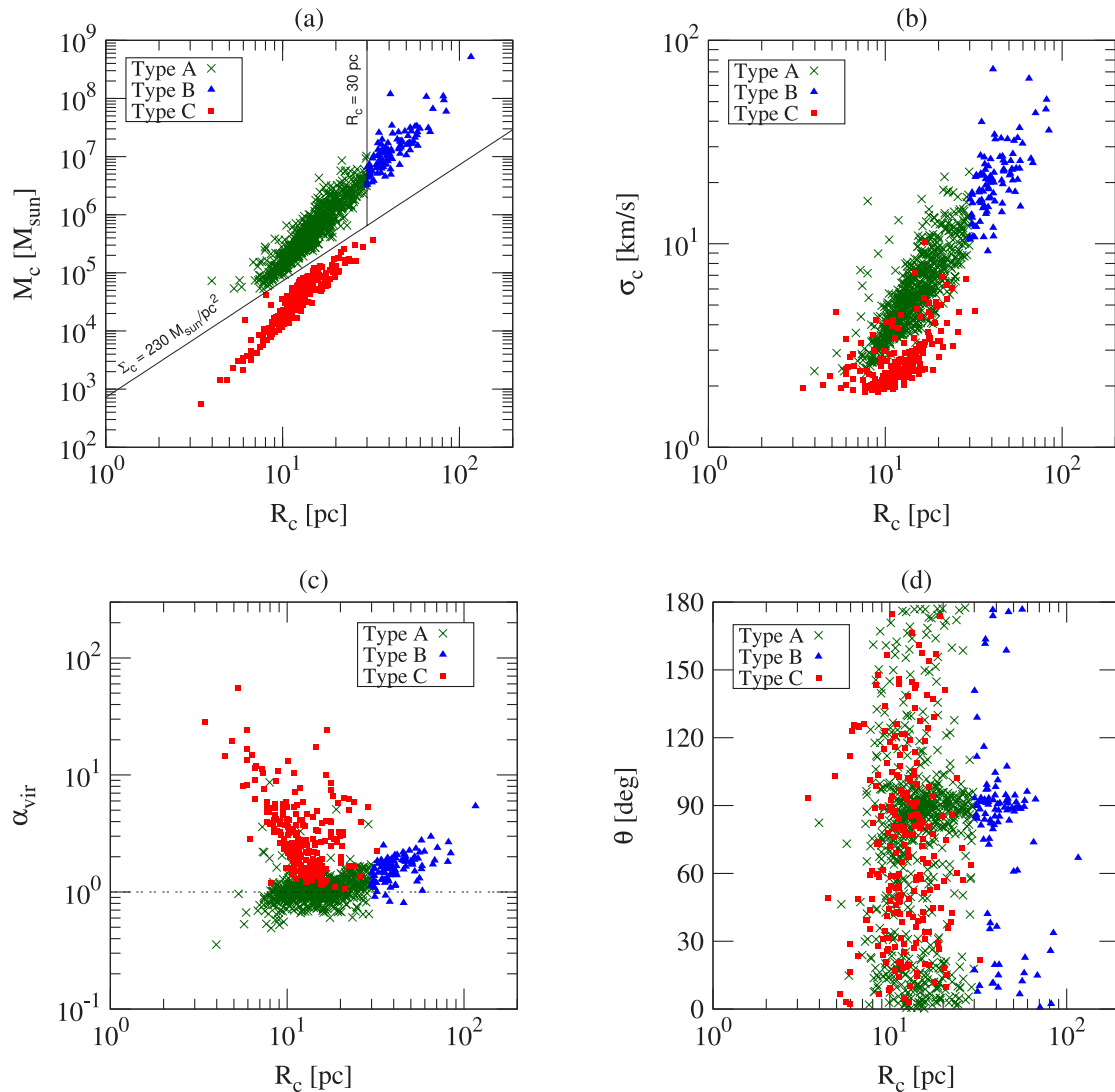 (a)
10^9
10^8
10^7
10^6
10^5
10^4
10^3
10^2
M_c [M_sun]
Type A
Type B
Type C
R_c = 30 pc
Σ_c = 230 M_sun/pc^2
10^0
10^1
10^2
R_c [pc]
(b)
10^2
10^1
10^0
σ_c [km/s]
Type A
Type B
Type C
10^0
10^1
10^2
R_c [pc]
(c)
10^2
10^1
10^0
10^-1
α_vir
Type A
Type B
Type C
10^0
10^1
10^2
R_c [pc]
(d)
180
150
120
90
60
30
0
θ [deg]
Type A
Type B
Type C
10^0
10^1
10^2
R_c [pc]